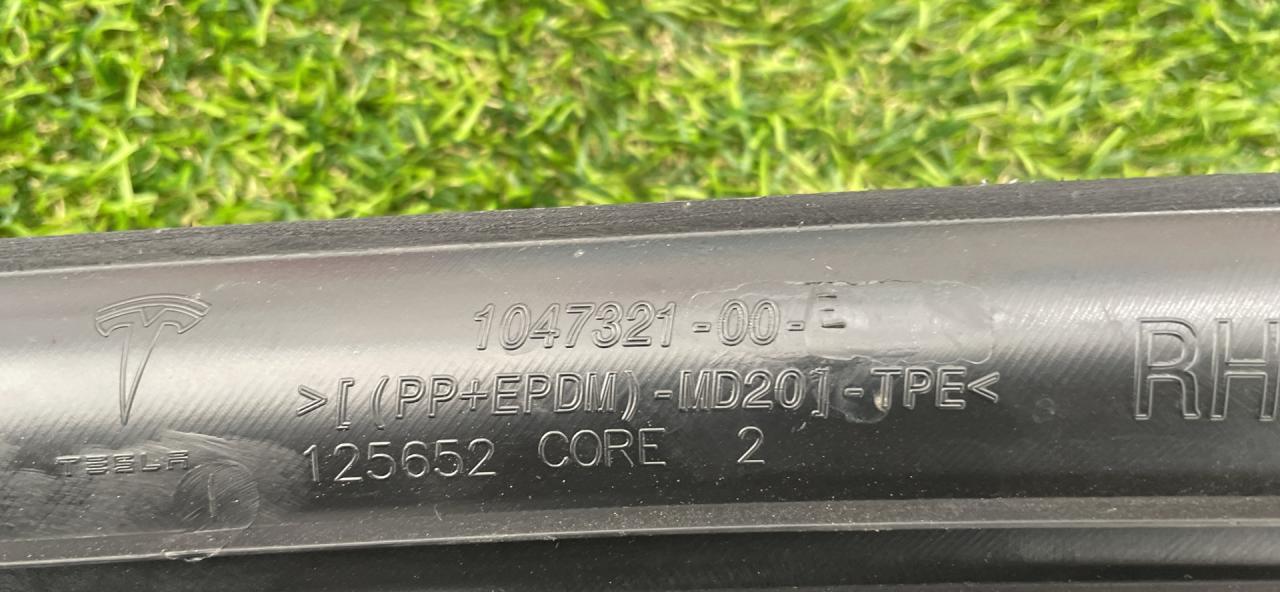 1047321-00-E
>[(PP+EPDM)-MD20]-TPE<
125652 CORE 2
TESLA
RH